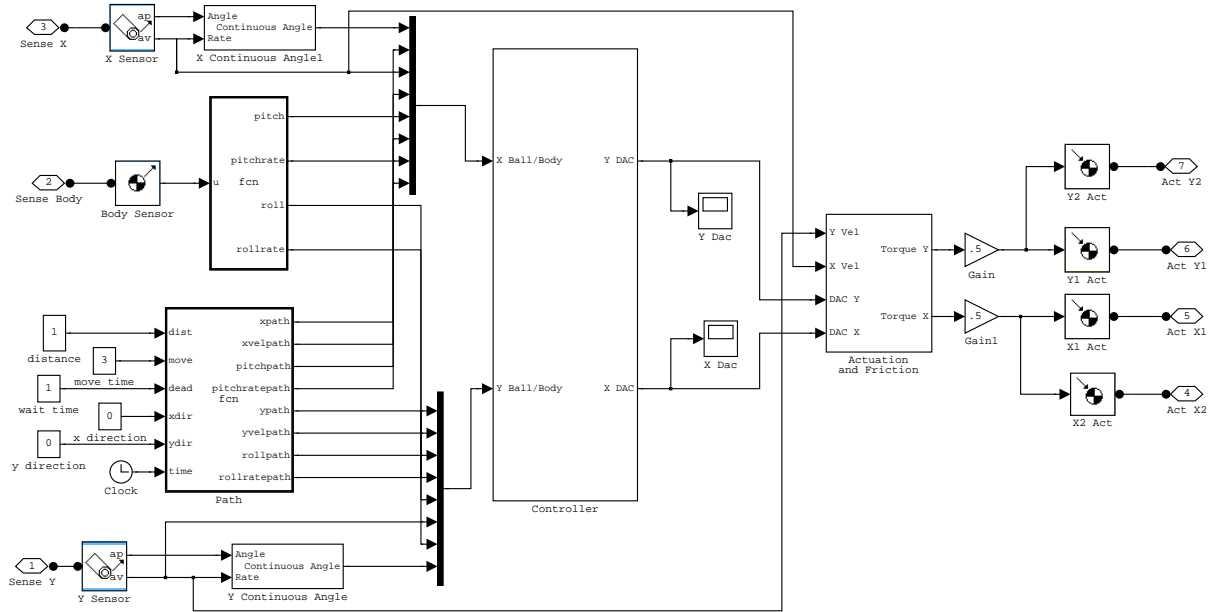 3
Sense X
ap
av
X Sensor
Angle
Continuous Angle
Rate
X Continuous Angle1
2
Sense Body
Body Sensor
u
fcn
pitch
pitchrate
roll
rollrate
1
distance
3
move time
1
wait time
0
x direction
0
y direction
Clock
dist
move
dead
xdir
ydir
time
xpath
xvelpath
pitchpath
pitchratepath
fcn
ypath
yvelpath
rollpath
rollratepath
Path
1
Sense Y
ap
av
Y Sensor
Angle
Continuous Angle
Rate
Y Continuous Angle
X Ball/Body
Y DAC
Y Ball/Body
X DAC
Controller
Y Dac
X Dac
Y Vel
X Vel
DAC Y
DAC X
Torque Y
Torque X
Actuation
and Friction
.5
Gain
.5
Gain1
Y2 Act
7
Act Y2
Y1 Act
6
Act Y1
X1 Act
5
Act X1
X2 Act
4
Act X2